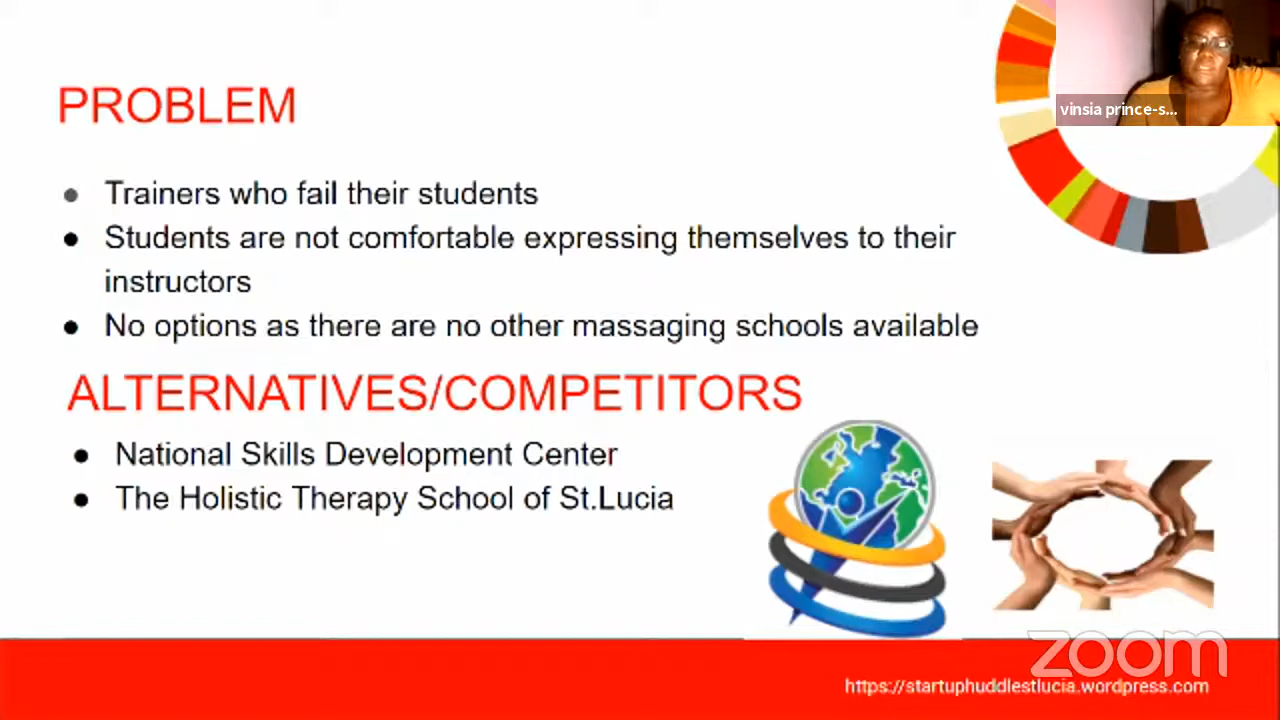 PROBLEM
vinsia prince-s...
Trainers who fail their students
Students are not comfortable expressing themselves to their
instructors
No options as there are no other massaging schools available
ALTERNATIVES/COMPETITORS
National Skills Development Center
The Holistic Therapy School of St.Lucia
zoom
https://startuphuddlestlucia.wordpress.com